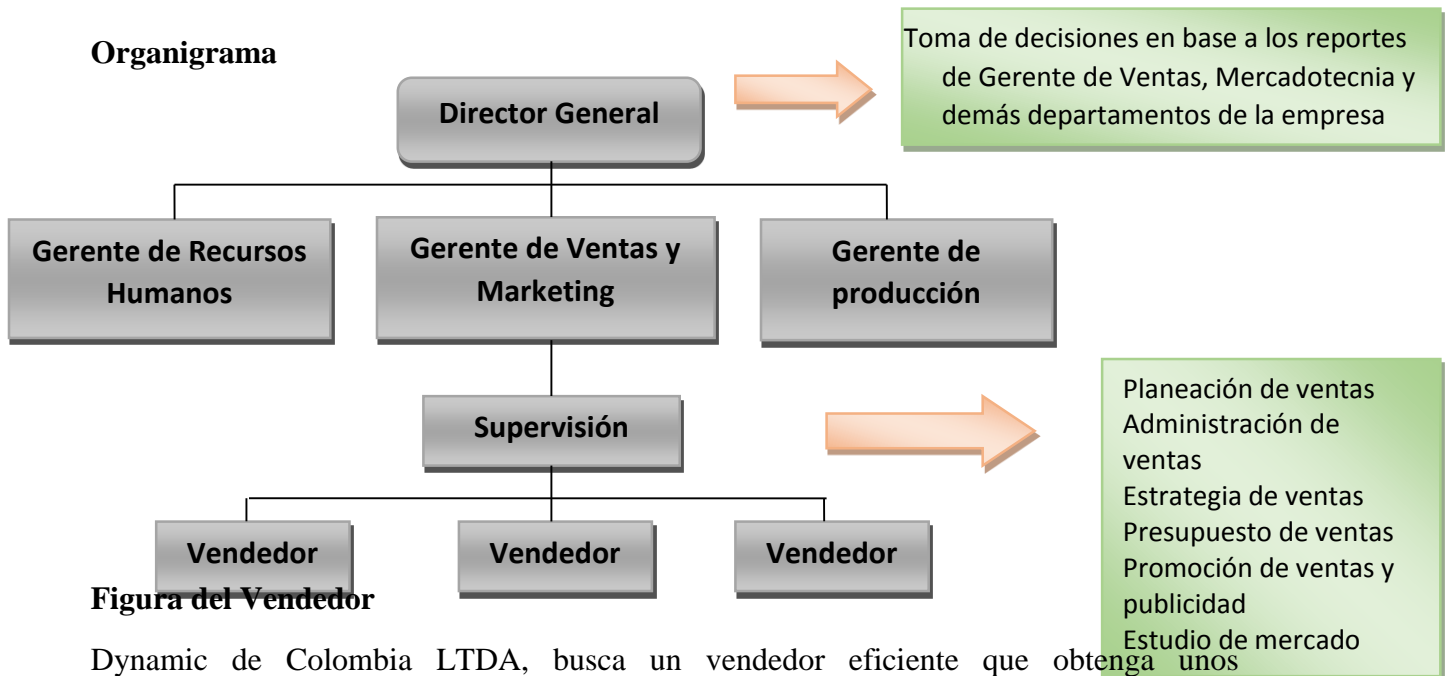 Organigrama
Toma de decisiones en base a los reportes
de Gerente de Ventas, Mercadotecnia y
demás departamentos de la empresa
Director General
Gerente de Recursos
Humanos
Gerente de Ventas y
Marketing
Gerente de
producción
Supervisión
Planeación de ventas
Administración de
ventas
Estrategia de ventas
Presupuesto de ventas
Promoción de ventas y
publicidad
Estudio de mercado
Vendedor
Vendedor
Vendedor
Figura del Vendedor
Dynamic de Colombia LTDA, busca un vendedor eficiente que obtenga unos